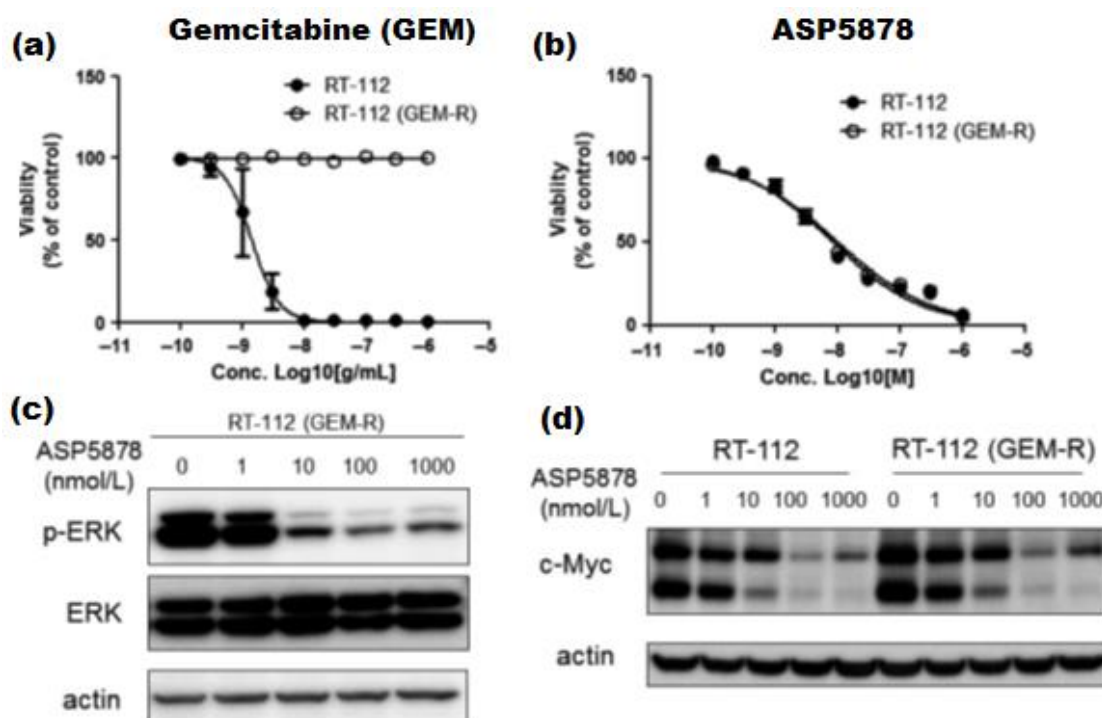 Gemcitabine (GEM)
(a)
150
100
50
0
Viablity
(% of control)
RT-112
RT-112 (GEM-R)
−11 −10 −9 −8 −7 −6 −5
Conc. Log10[g/mL]
ASP5878
(b)
150
100
50
0
Viablity
(% of control)
RT-112
RT-112 (GEM-R)
−11 −10 −9 −8 −7 −6 −5
Conc. Log10[M]
(c)
RT-112 (GEM-R)
ASP5878
(nmol/L)
0 1 10 100 1000
p-ERK
ERK
actin
(d)
RT-112 RT-112 (GEM-R)
ASP5878
(nmol/L)
0 1 10 100 1000 0 1 10 100 1000
c-Myc
actin